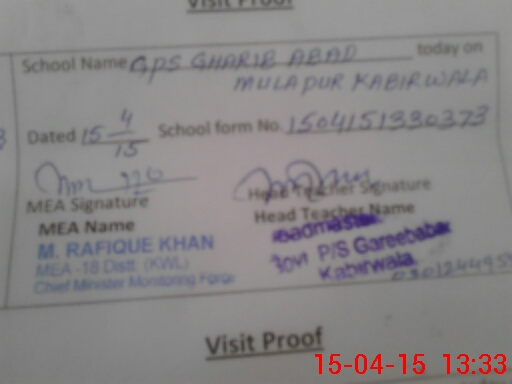 Visit Proof
School Name GPS GHARIB ABAD today on
MULAPUR KABIRWALA
Dated 15-4/15 School form No. 1504151330373
MEA Signature Head Teacher Signature
MEA Name Head Teacher Name
M. RAFIQUE KHAN
MEA -18 Distt: (KWL)
Chief Minister Monitoring Force
Headmaster
Govt P/S Gareebabad
Kabirwala
Visit Proof
15-04-15 13:33